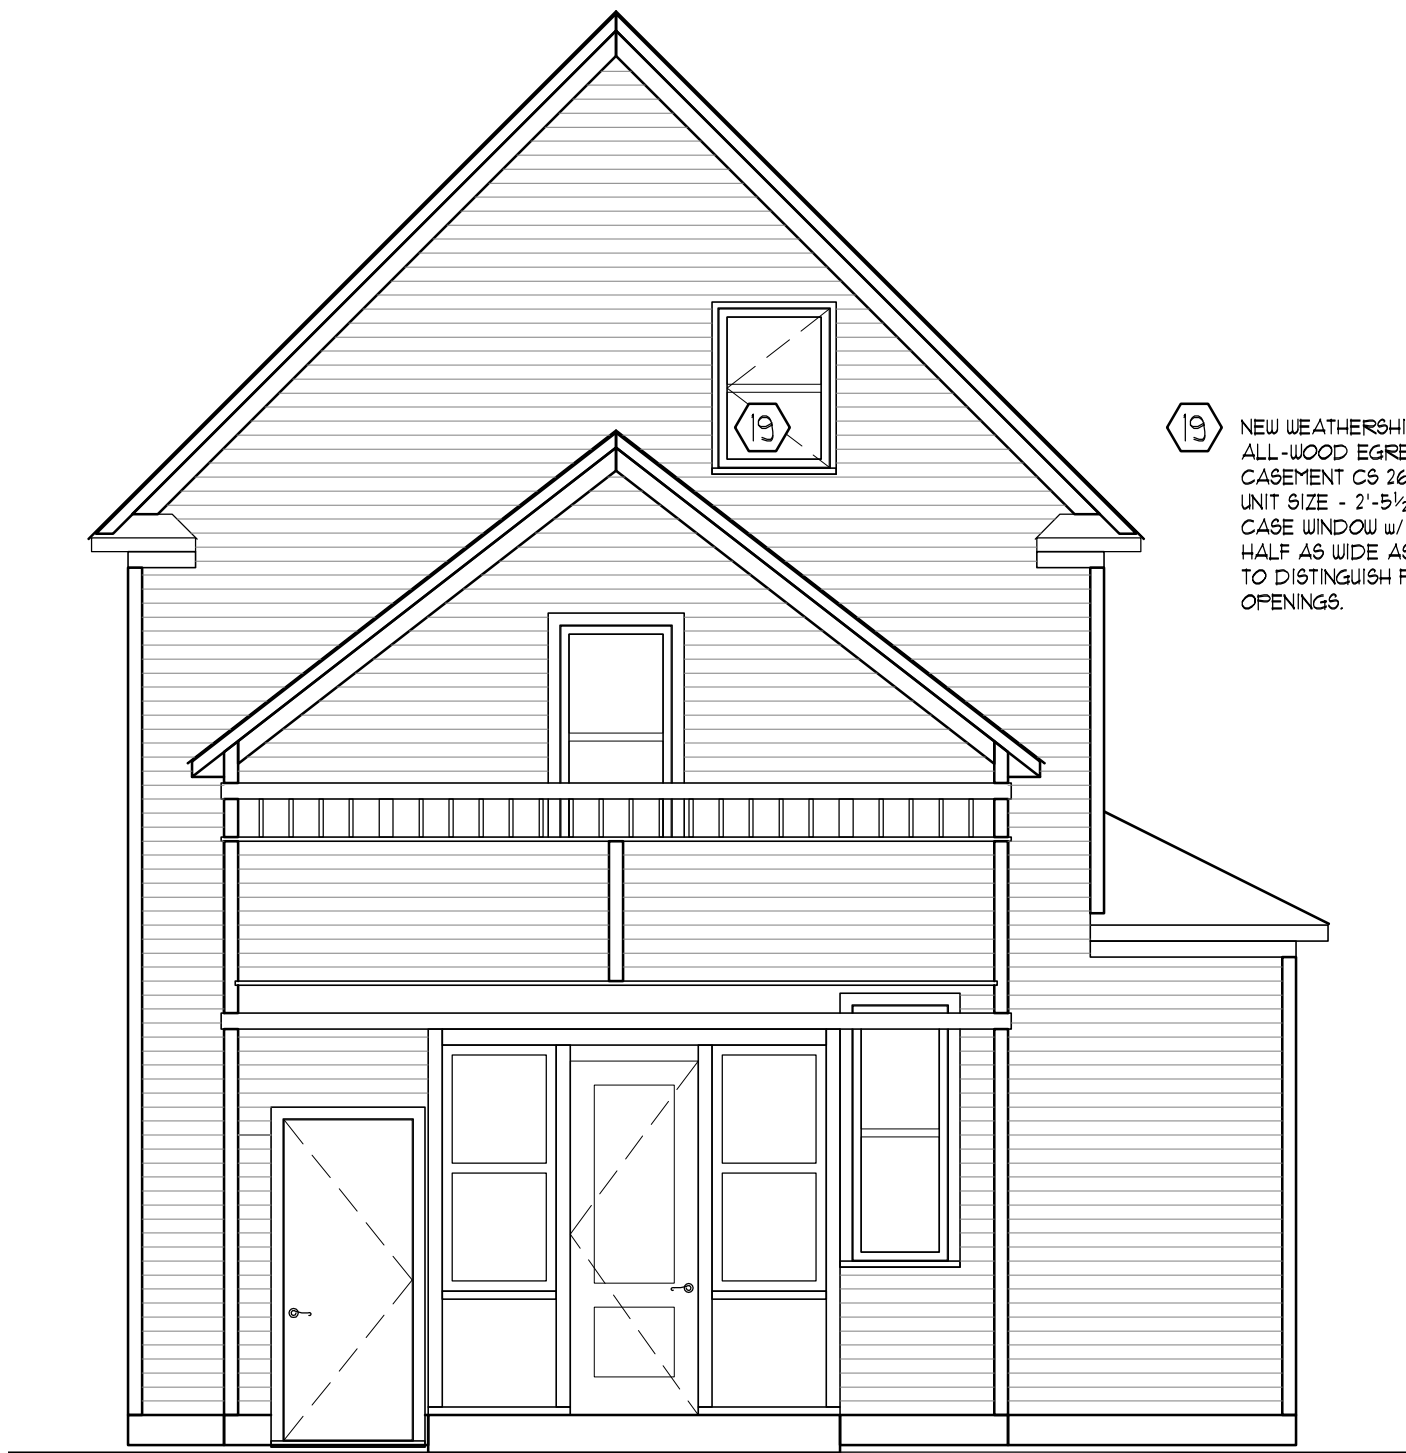 19
19
NEW WEATHERSHI
ALL-WOOD EGRE
CASEMENT CS 26
UNIT SIZE - 2'-5½
CASE WINDOW w/
HALF AS WIDE AS
TO DISTINGUISH F
OPENINGS.